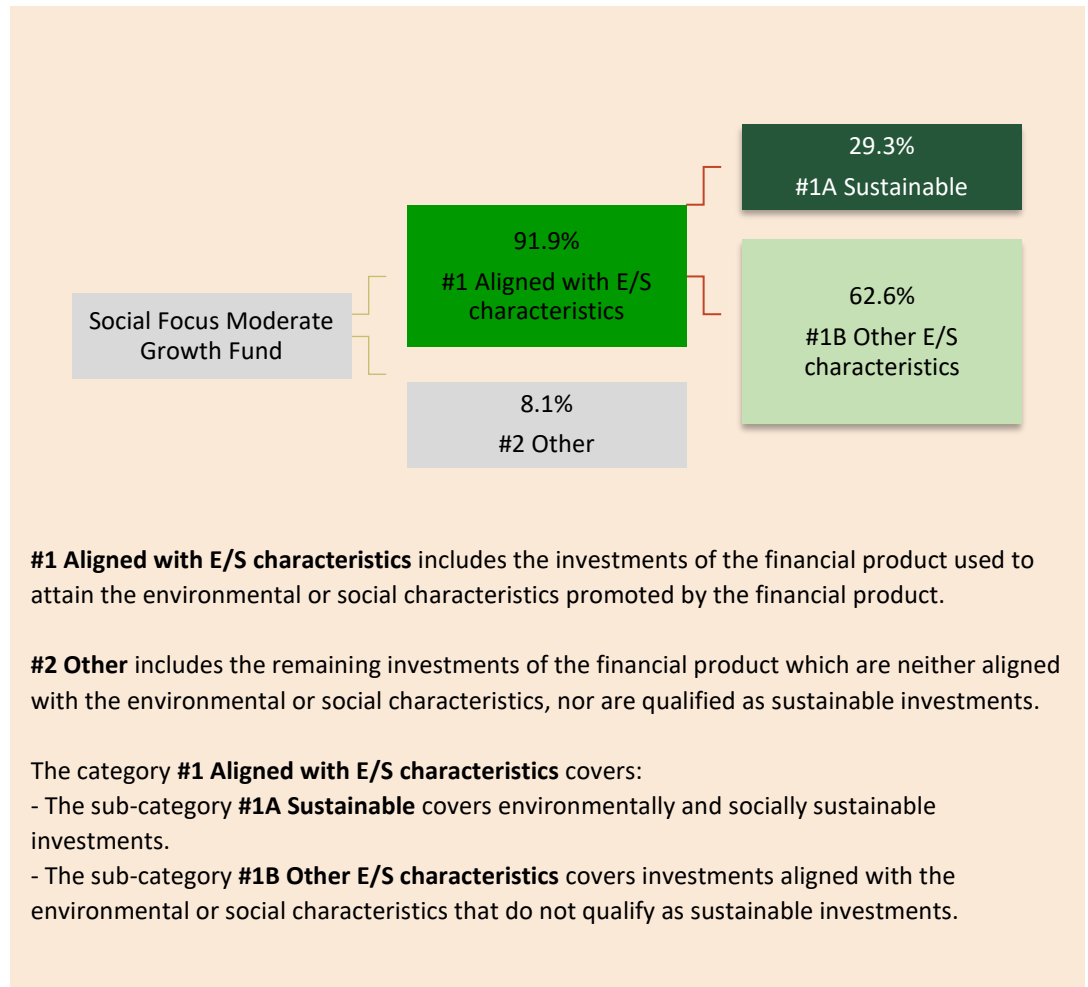 29.3%
#1A Sustainable
91.9%
#1 Aligned with E/S
characteristics
62.6%
#1B Other E/S
characteristics
Social Focus Moderate
Growth Fund
8.1%
#2 Other
#1 Aligned with E/S characteristics includes the investments of the financial product used to
attain the environmental or social characteristics promoted by the financial product.
#2 Other includes the remaining investments of the financial product which are neither aligned
with the environmental or social characteristics, nor are qualified as sustainable investments.
The category #1 Aligned with E/S characteristics covers:
- The sub-category #1A Sustainable covers environmentally and socially sustainable
investments.
- The sub-category #1B Other E/S characteristics covers investments aligned with the
environmental or social characteristics that do not qualify as sustainable investments.